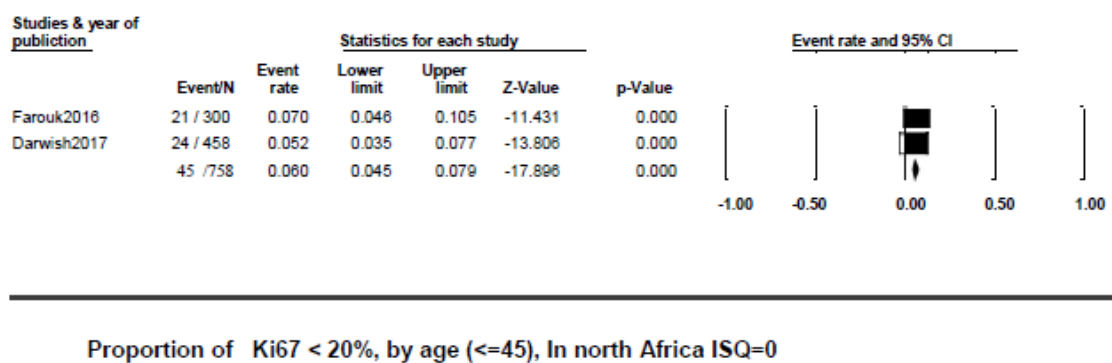 Studies & year of
publiction Statistics for each study Event rate and 95% CI
Event Lower Upper
Event/N rate limit limit Z-Value p-Value
Farouk2016 21 / 300 0.070 0.046 0.105 -11.431 0.000
Darwish2017 24 / 458 0.052 0.035 0.077 -13.806 0.000
45 /758 0.060 0.045 0.079 -17.896 0.000
-1.00 -0.50 0.00 0.50 1.00
Proportion of Ki67 < 20%, by age (<=45), In north Africa ISQ=0